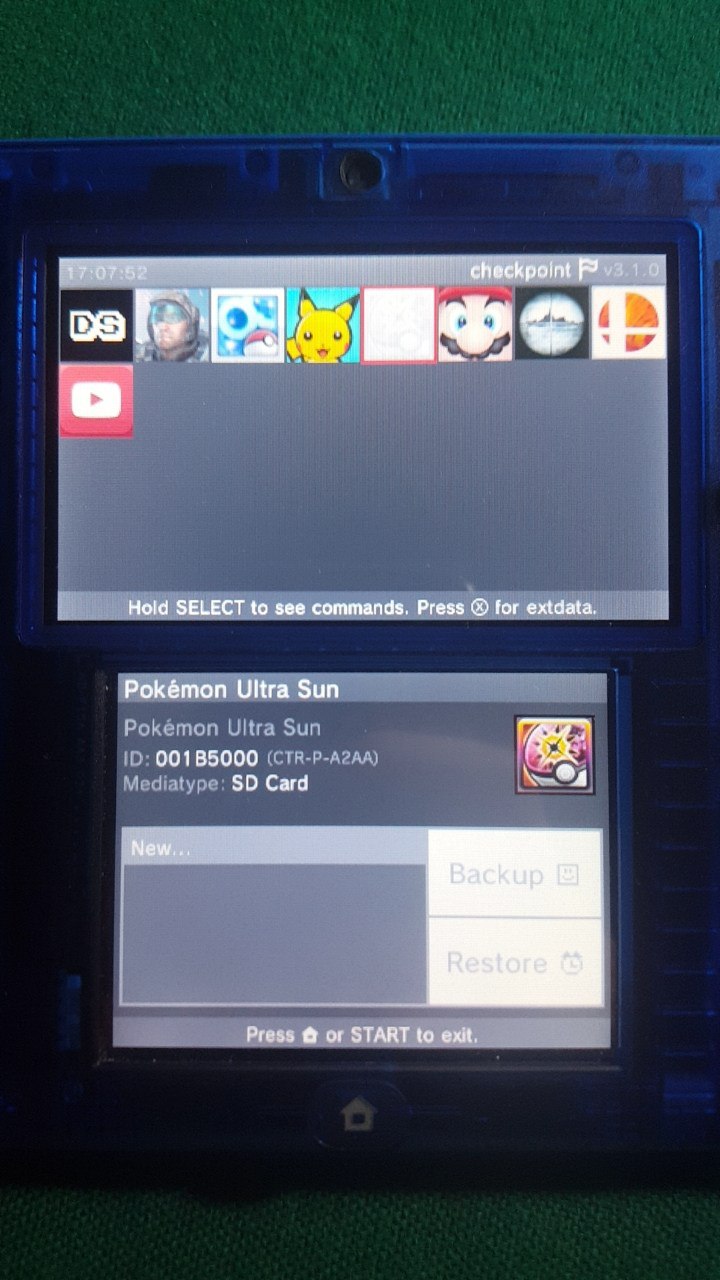 17:07:52
checkpoint v3.1.0
DS
Hold SELECT to see commands. Press Ⓧ for extdata.
Pokémon Ultra Sun
Pokémon Ultra Sun
ID: 001B5000 (CTR-P-A2AA)
Mediatype: SD Card
New...
Backup
Restore
Press or START to exit.